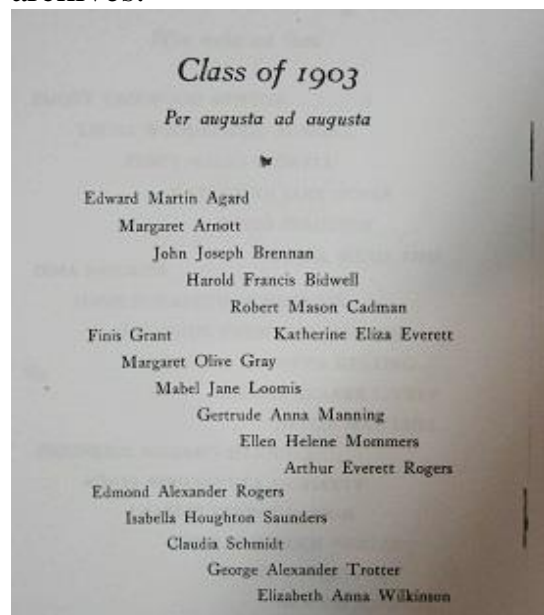 archives.
Class of 1903
Per augusta ad augusta
Edward Martin Agard
Margaret Arnott
John Joseph Brennan
Harold Francis Bidwell
Robert Mason Cadman
Finis Grant Katherine Eliza Everett
Margaret Olive Gray
Mabel Jane Loomis
Gertrude Anna Manning
Ellen Helene Mommers
Arthur Everett Rogers
Edmond Alexander Rogers
Isabella Houghton Saunders
Claudia Schmidt
George Alexander Trotter
Elizabeth Anna Wilkinson